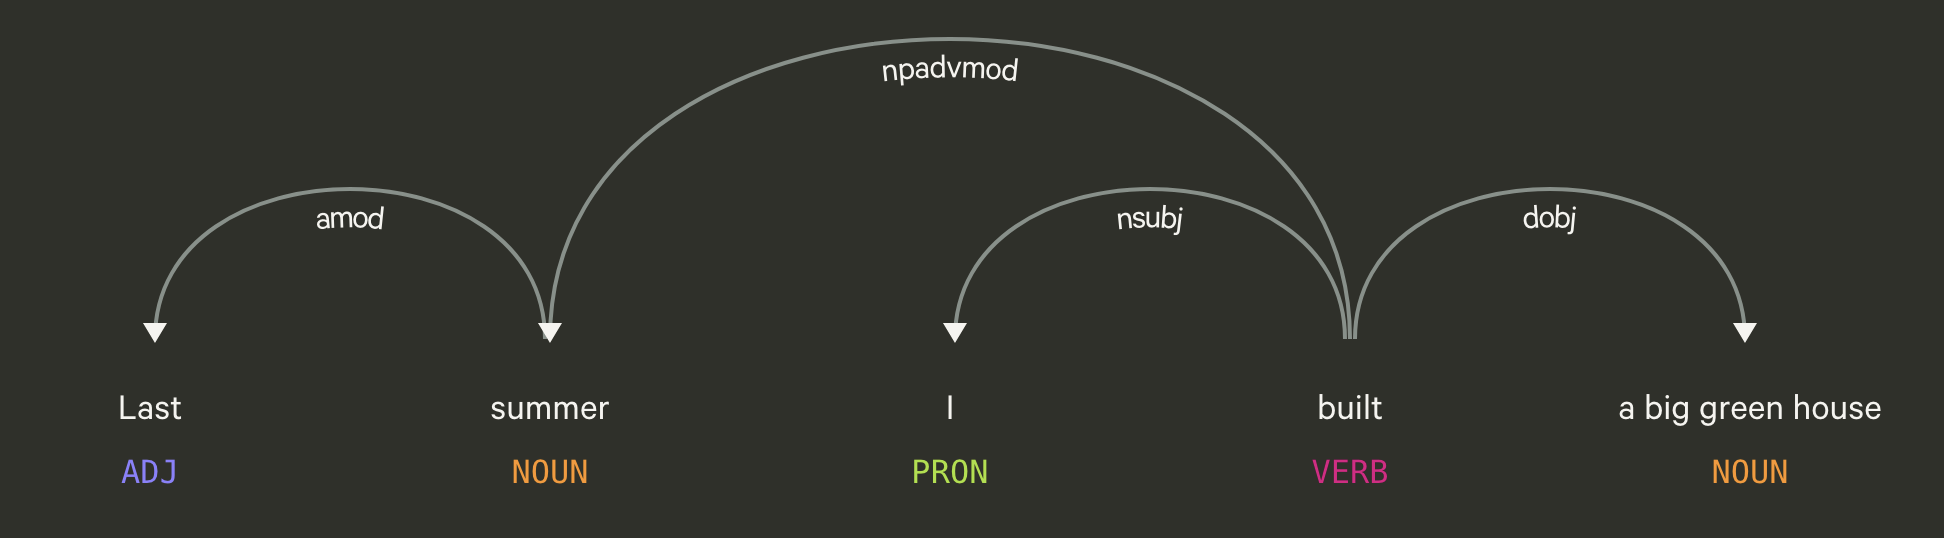 npadvmod
amod nsubj dobj
Last summer I built a big green house
ADJ NOUN PRON VERB NOUN